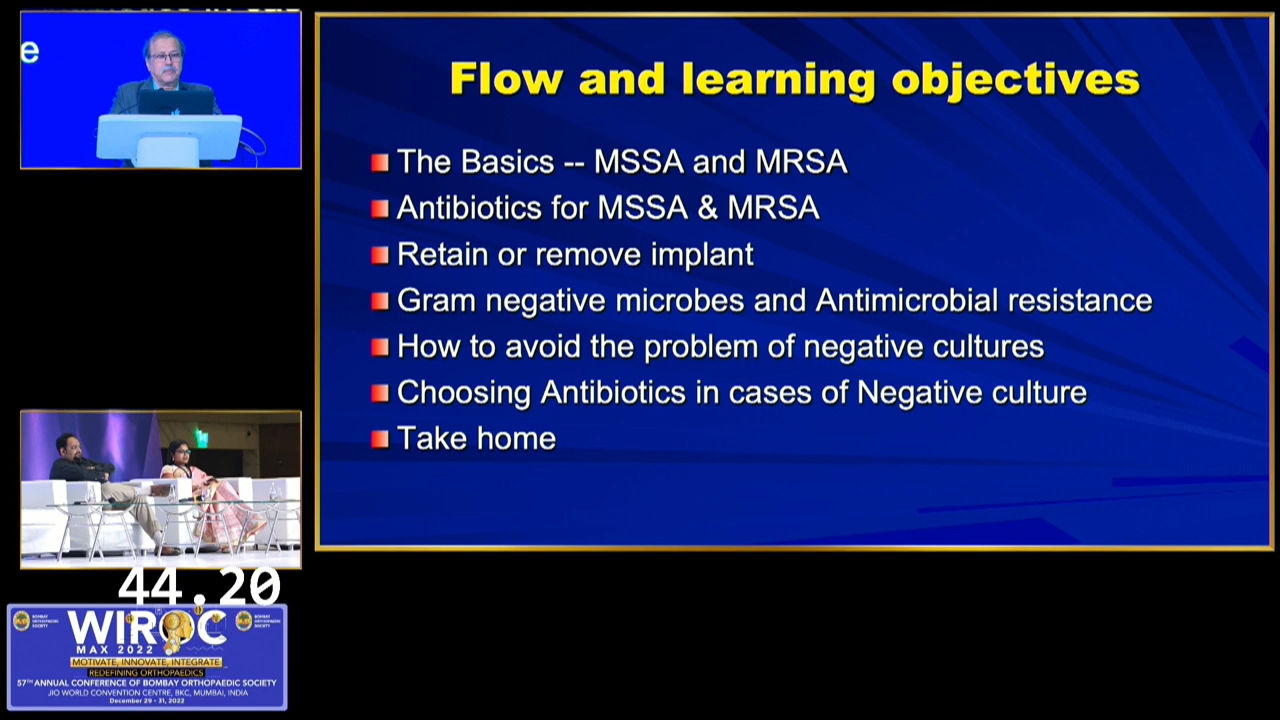 e
Flow and learning objectives
The Basics -- MSSA and MRSA
Antibiotics for MSSA & MRSA
Retain or remove implant
Gram negative microbes and Antimicrobial resistance
How to avoid the problem of negative cultures
Choosing Antibiotics in cases of Negative culture
Take home
44.20
BOMBAY
ORTHOPAEDIC
SOCIETY
WIROC
MAX 2022
MOTIVATE, INNOVATE, INTEGRATE
REDEFINING ORTHOPAEDICS
57TH ANNUAL CONFERENCE OF BOMBAY ORTHOPAEDIC SOCIETY
JIO WORLD CONVENTION CENTRE, BKC, MUMBAI, INDIA
December 29 - 31, 2022